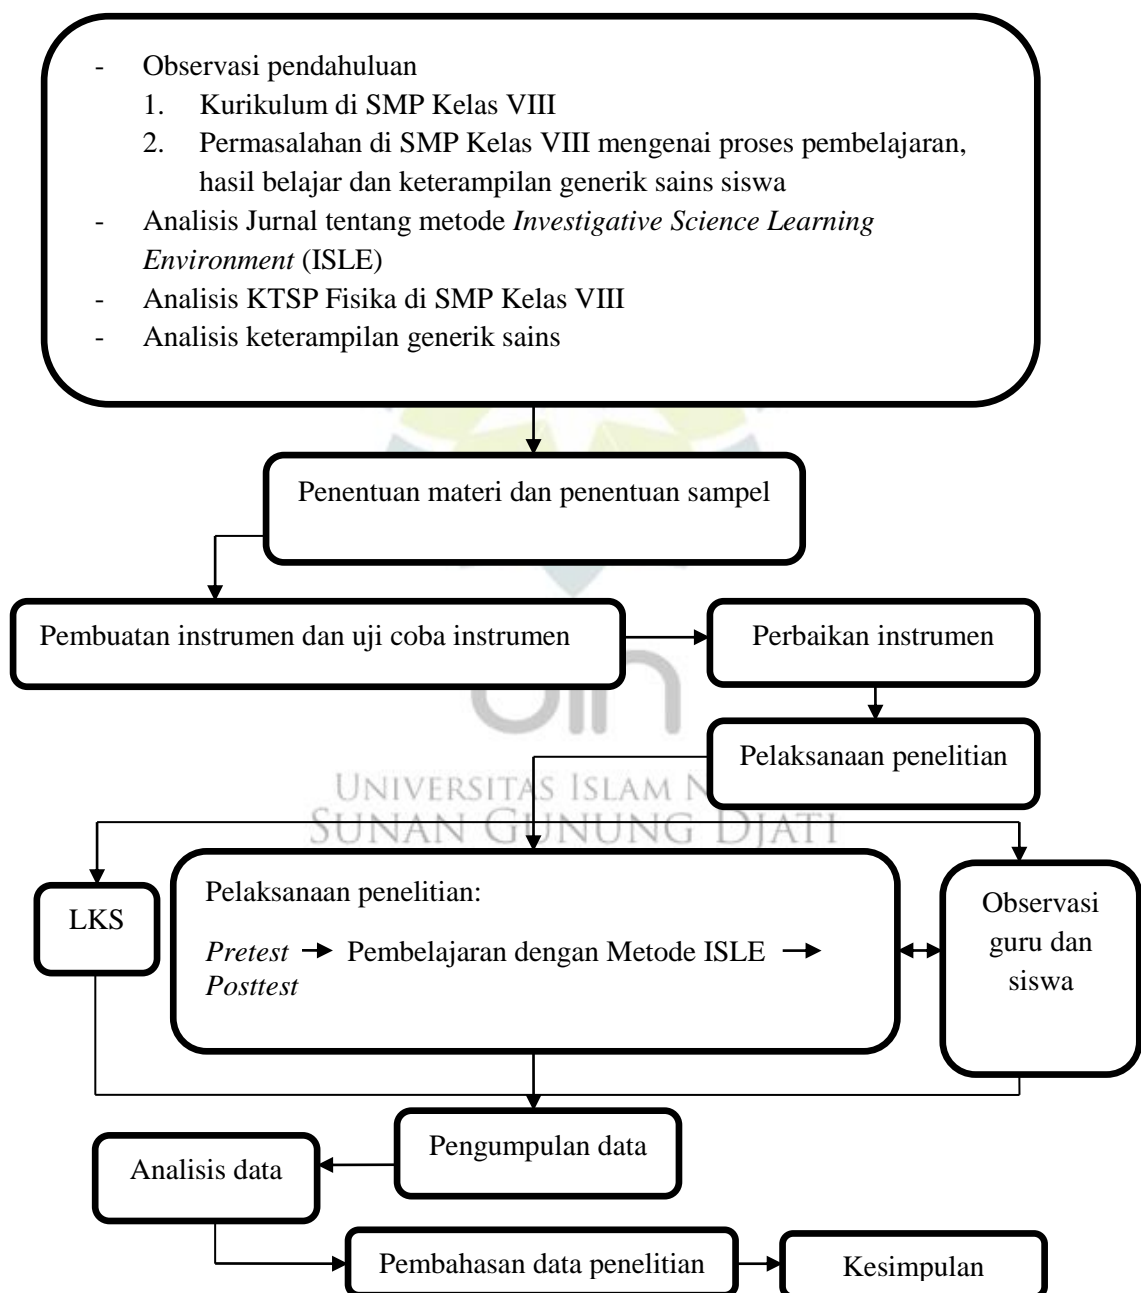 - Observasi pendahuluan
1. Kurikulum di SMP Kelas VIII
2. Permasalahan di SMP Kelas VIII mengenai proses pembelajaran,
hasil belajar dan keterampilan generik sains siswa
- Analisis Jurnal tentang metode Investigative Science Learning
Environment (ISLE)
- Analisis KTSP Fisika di SMP Kelas VIII
- Analisis keterampilan generik sains
Penentuan materi dan penentuan sampel
Pembuatan instrumen dan uji coba instrumen
Perbaikan instrumen
uin
Pelaksanaan penelitian
UNIVERSITAS ISLAM N
SUNAN GUNUNG DJATI
LKS
Pelaksanaan penelitian:
Pretest → Pembelajaran dengan Metode ISLE →
Posttest
Observasi
guru dan
siswa
Pengumpulan data
Analisis data
Pembahasan data penelitian
Kesimpulan